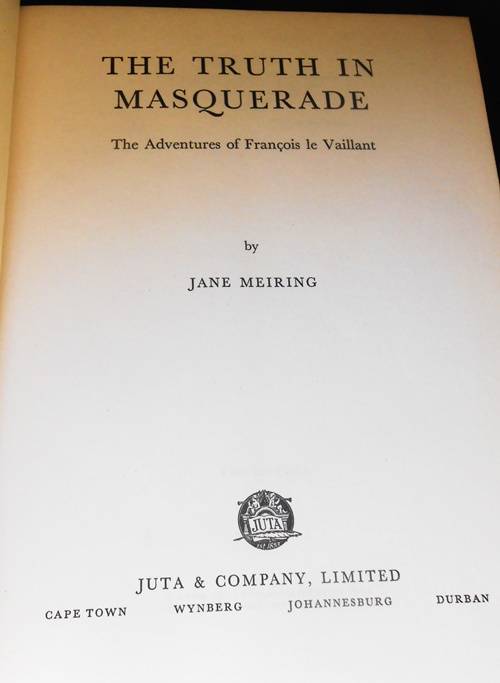 THE TRUTH IN
MASQUERADE
The Adventures of François le Vaillant
by
JANE MEIRING
JUTA
JUTA & COMPANY, LIMITED
CAPE TOWN WYNBERG JOHANNESBURG DURBAN